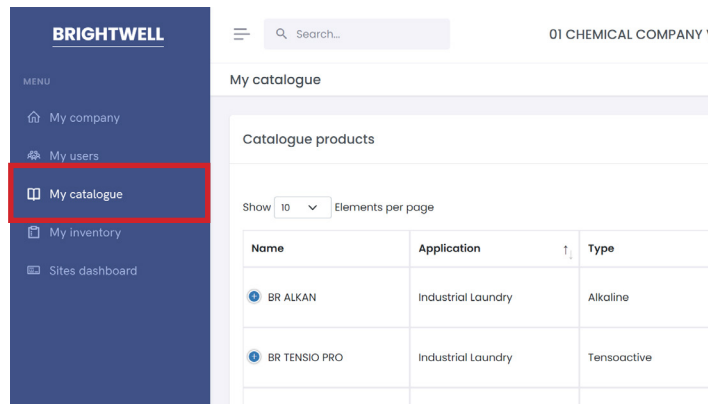 BRIGHTWELL
MENU
My company
My users
My catalogue
My inventory
Sites dashboard
Search...
01 CHEMICAL COMPANY
My catalogue
Catalogue products
Show 10 Elements per page
Name Application Type
BR ALKAN Industrial Laundry Alkaline
BR TENSIO PRO Industrial Laundry Tensoactive